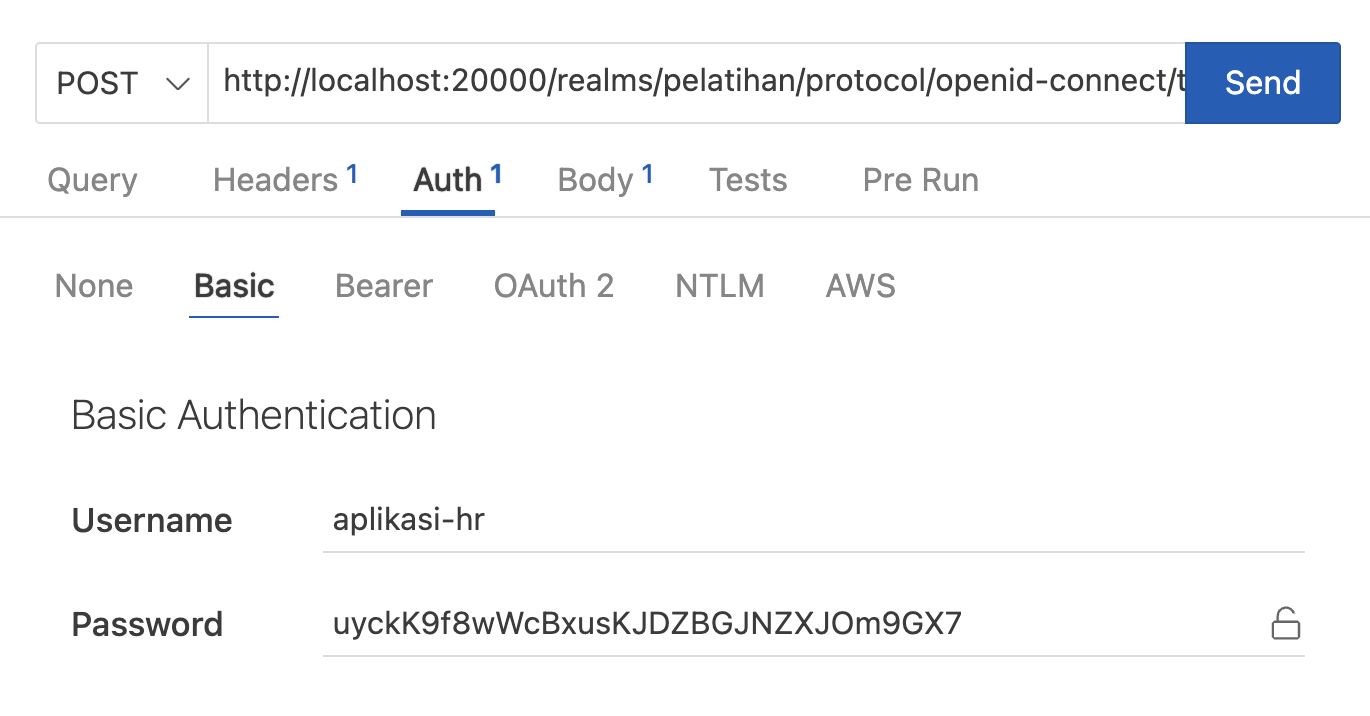 POST http://localhost:20000/realms/pelatihan/protocol/openid-connect/t Send
Query Headers 1 Auth 1 Body 1 Tests Pre Run
None Basic Bearer OAuth 2 NTLM AWS
Basic Authentication
Username aplikasi-hr
Password uyckK9f8wWcBxusKJDZBGJNZXJOm9GX7